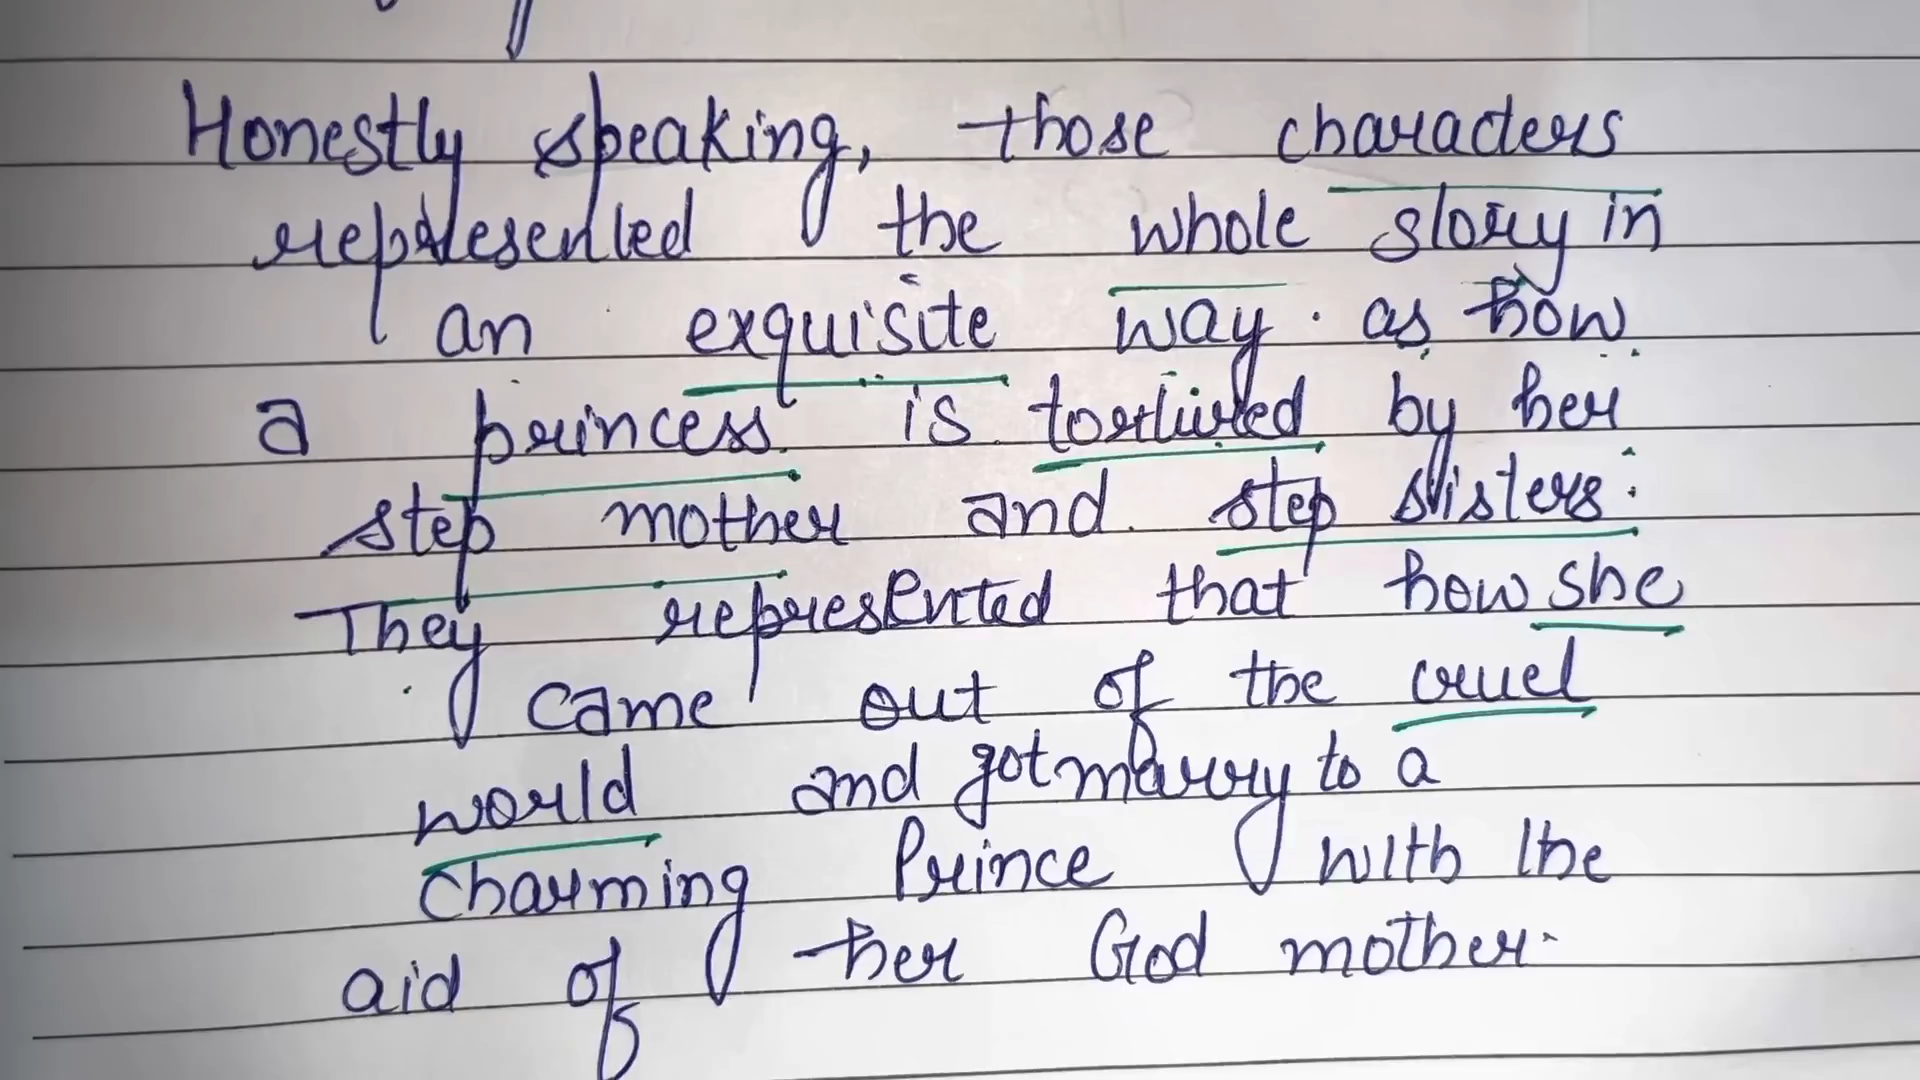 Honestly speaking, those characters
represented the whole story in
an exquisite way. as how
a princess is tortured by her
step mother and step sisters.
They represented that how she
came out of the cruel
world and got marry to a
charming Prince with the
aid of her God mother.